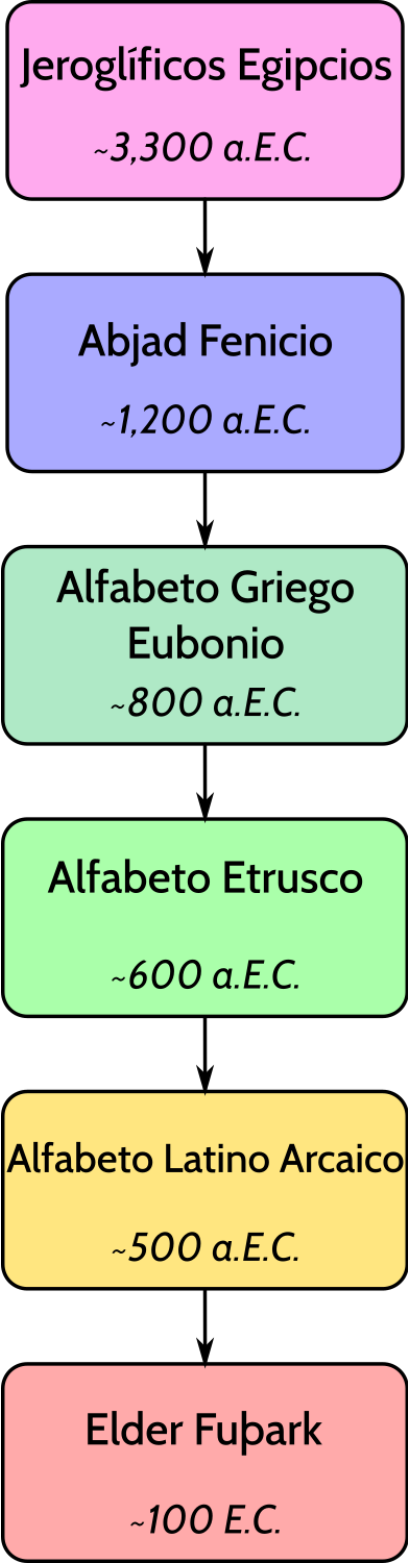 Jeroglíficos Egipcios
~3,300 a.E.C.
Abjad Fenicio
~1,200 a.E.C.
Alfabeto Griego
Eubonio
~800 a.E.C.
Alfabeto Etrusco
~600 a.E.C.
Alfabeto Latino Arcaico
~500 a.E.C.
Elder Fuþark
~100 E.C.